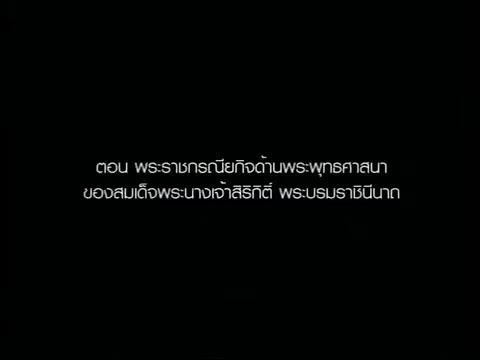 ตอน พระราชกรณียกิจด้านพระพุทธศาสนา
ของสมเด็จพระนางเจ้าสิริกิติ์ พระบรมราชินีนาถ